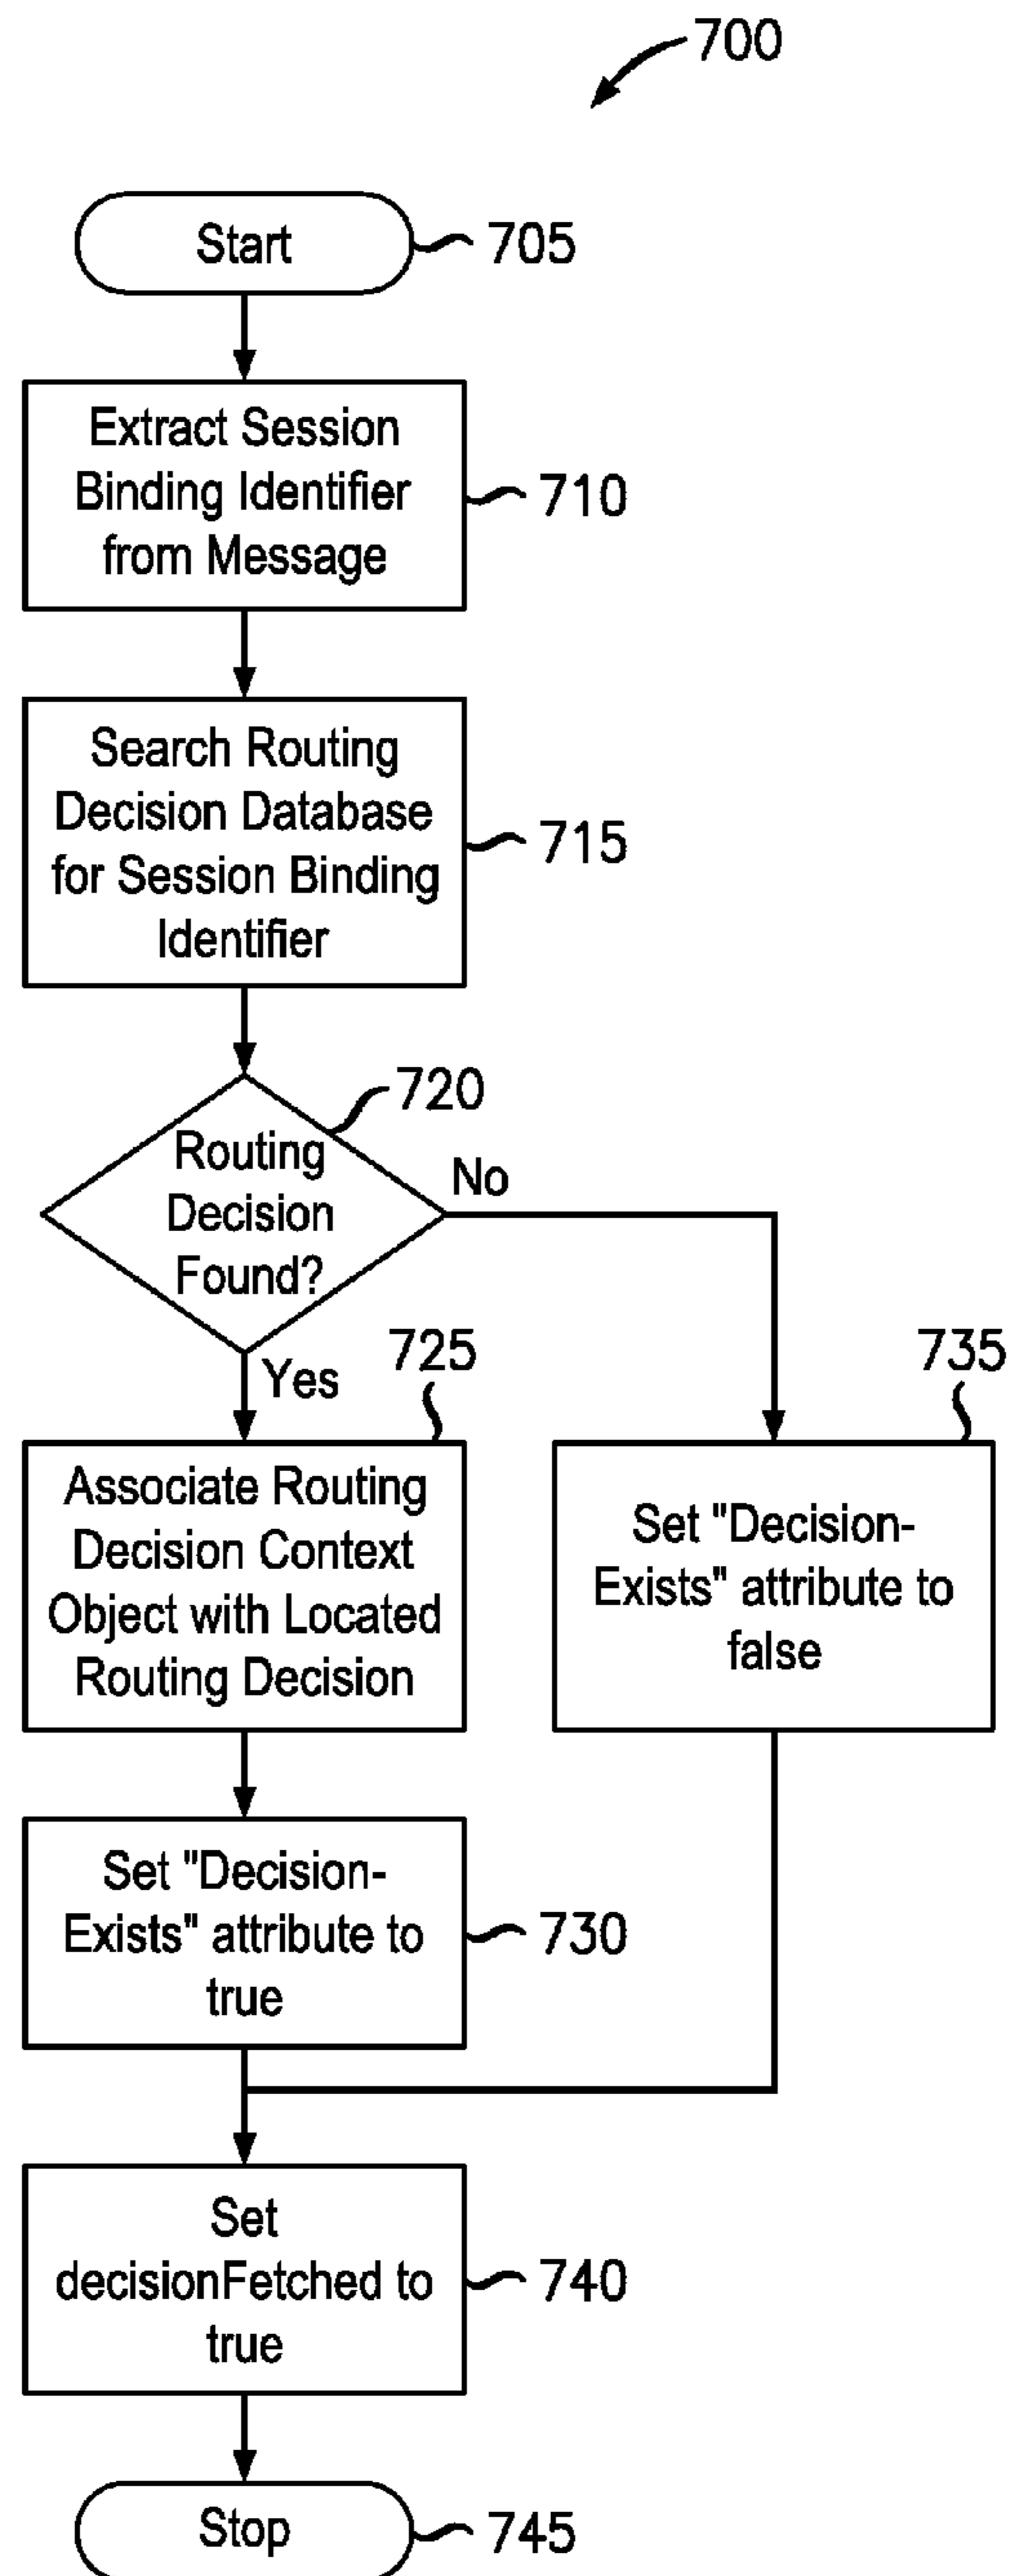 700
Start
705
Extract Session
Binding Identifier
from Message
710
Search Routing
Decision Database
for Session Binding
Identifier
715
720
Routing
Decision
Found?
No
Yes
725
735
Associate Routing
Decision Context
Object with Located
Routing Decision
Set "Decision-
Exists" attribute to
false
Set "Decision-
Exists" attribute to
true
730
Set
decisionFetched to
true
740
Stop
745